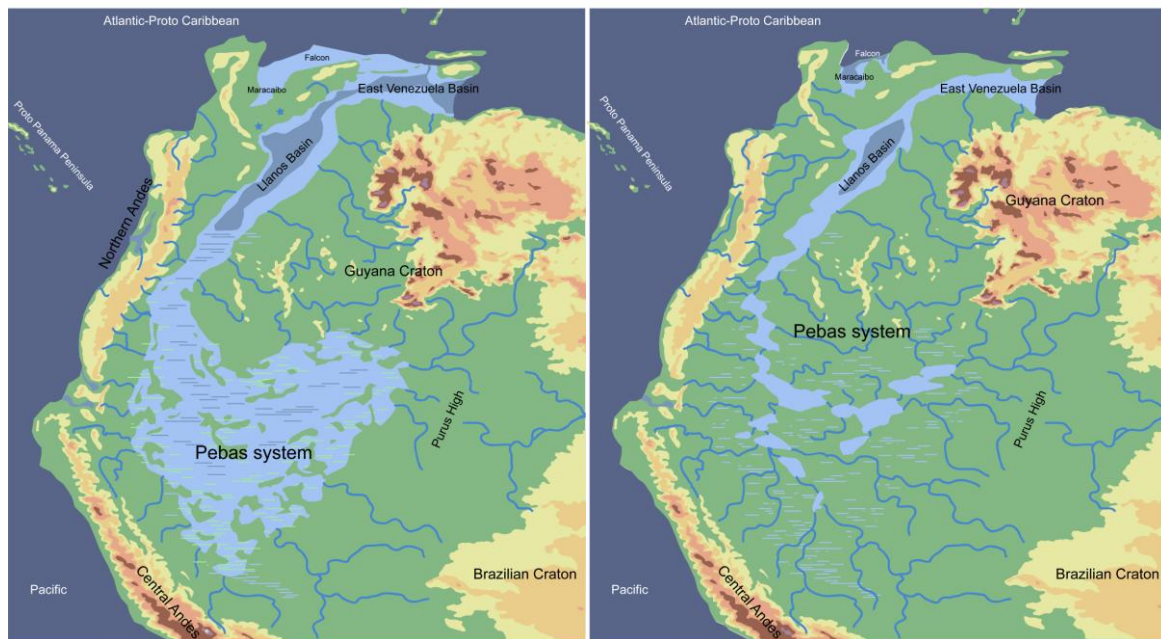 Atlantic-Proto Caribbean
Falcon
Maracaibo
East Venezuela Basin
Proto Panama Peninsula
Llanos Basin
Northern Andes
Guyana Craton
Purus High
Pebas system
Brazilian Craton
Pacific
Central Andes
Atlantic-Proto Caribbean
Falcon
Maracaibo
East Venezuela Basin
Proto Panama Peninsula
Llanos Basin
Guyana Craton
Pebas system
Purus High
Brazilian Craton
Pacific
Central Andes